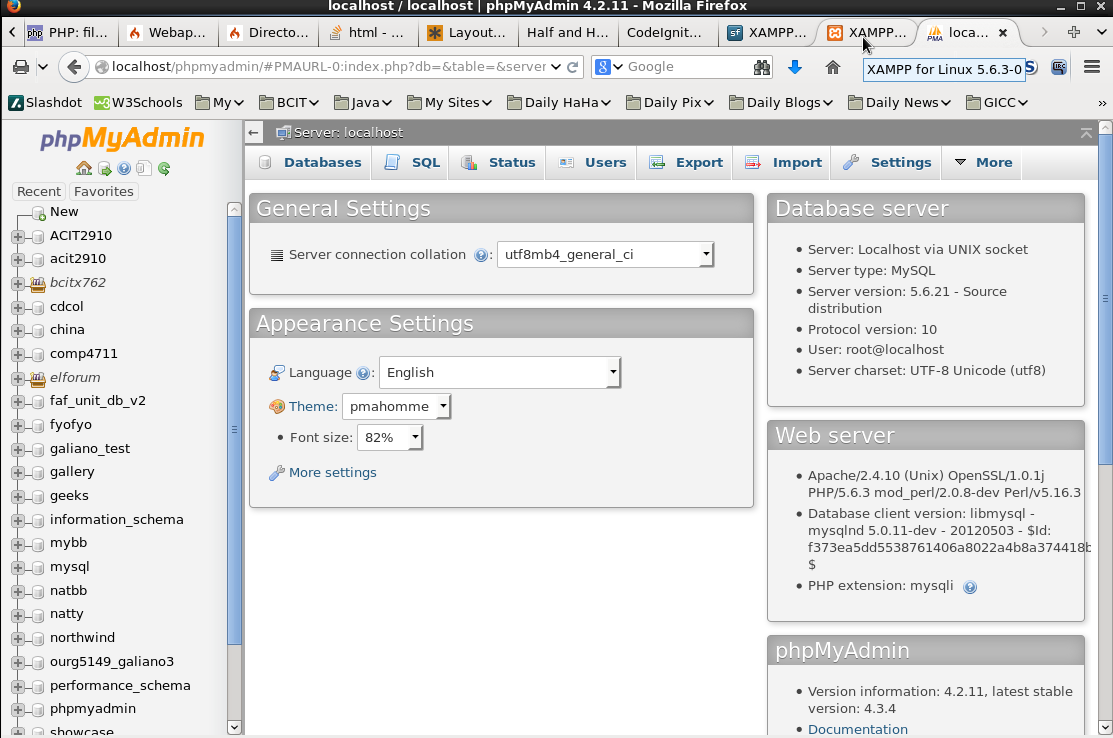 localhost / localhost | phpMyAdmin 4.2.11 - Mozilla Firefox
php PHP: fil... Webap... Directo... html - ... Layout... Half and H... CodeIgnit... sf XAMPP... XAMPP... PMA loca...
localhost/phpmyadmin/#PMAURL-0:index.php?db=&table=&server
8 Google
XAMPP for Linux 5.6.3-0
S
Slashdot W3Schools My BCIT Java My Sites Daily HaHa Daily Pix Daily Blogs Daily News GICC »
phpMyAdmin
Recent Favorites
New
ACIT2910
acit2910
bcitx762
cdcol
china
comp4711
elforum
faf_unit_db_v2
fyofyo
galiano_test
gallery
geeks
information_schema
mybb
mysql
natbb
natty
northwind
ourg5149_galiano3
performance_schema
phpmyadmin
showcase
Server: localhost
Databases SQL Status Users Export Import Settings More
General Settings
Server connection collation : utf8mb4_general_ci
Appearance Settings
Language : English
Theme: pmahomme
• Font size: 82%
More settings
Database server
• Server: Localhost via UNIX socket
• Server type: MySQL
• Server version: 5.6.21 - Source
distribution
• Protocol version: 10
• User: root@localhost
• Server charset: UTF-8 Unicode (utf8)
Web server
• Apache/2.4.10 (Unix) OpenSSL/1.0.1j
PHP/5.6.3 mod_perl/2.0.8-dev Perl/v5.16.3
• Database client version: libmysql -
mysqlnd 5.0.11-dev - 20120503 - $Id:
f373ea5dd5538761406a8022a4b8a374418b
$
• PHP extension: mysqli
phpMyAdmin
• Version information: 4.2.11, latest stable
version: 4.3.4
• Documentation